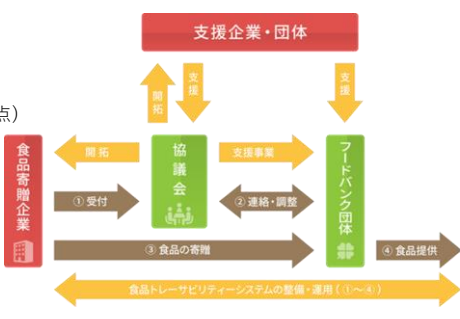 支援企業・団体
点）
開拓
支援
支援
食品寄贈企業
開拓
協議会
支援事業
フードバンク団体
①受付
②連絡・調整
③食品の寄贈
④食品提供
食品トレーサビリティーシステムの整備・運用（①〜④）